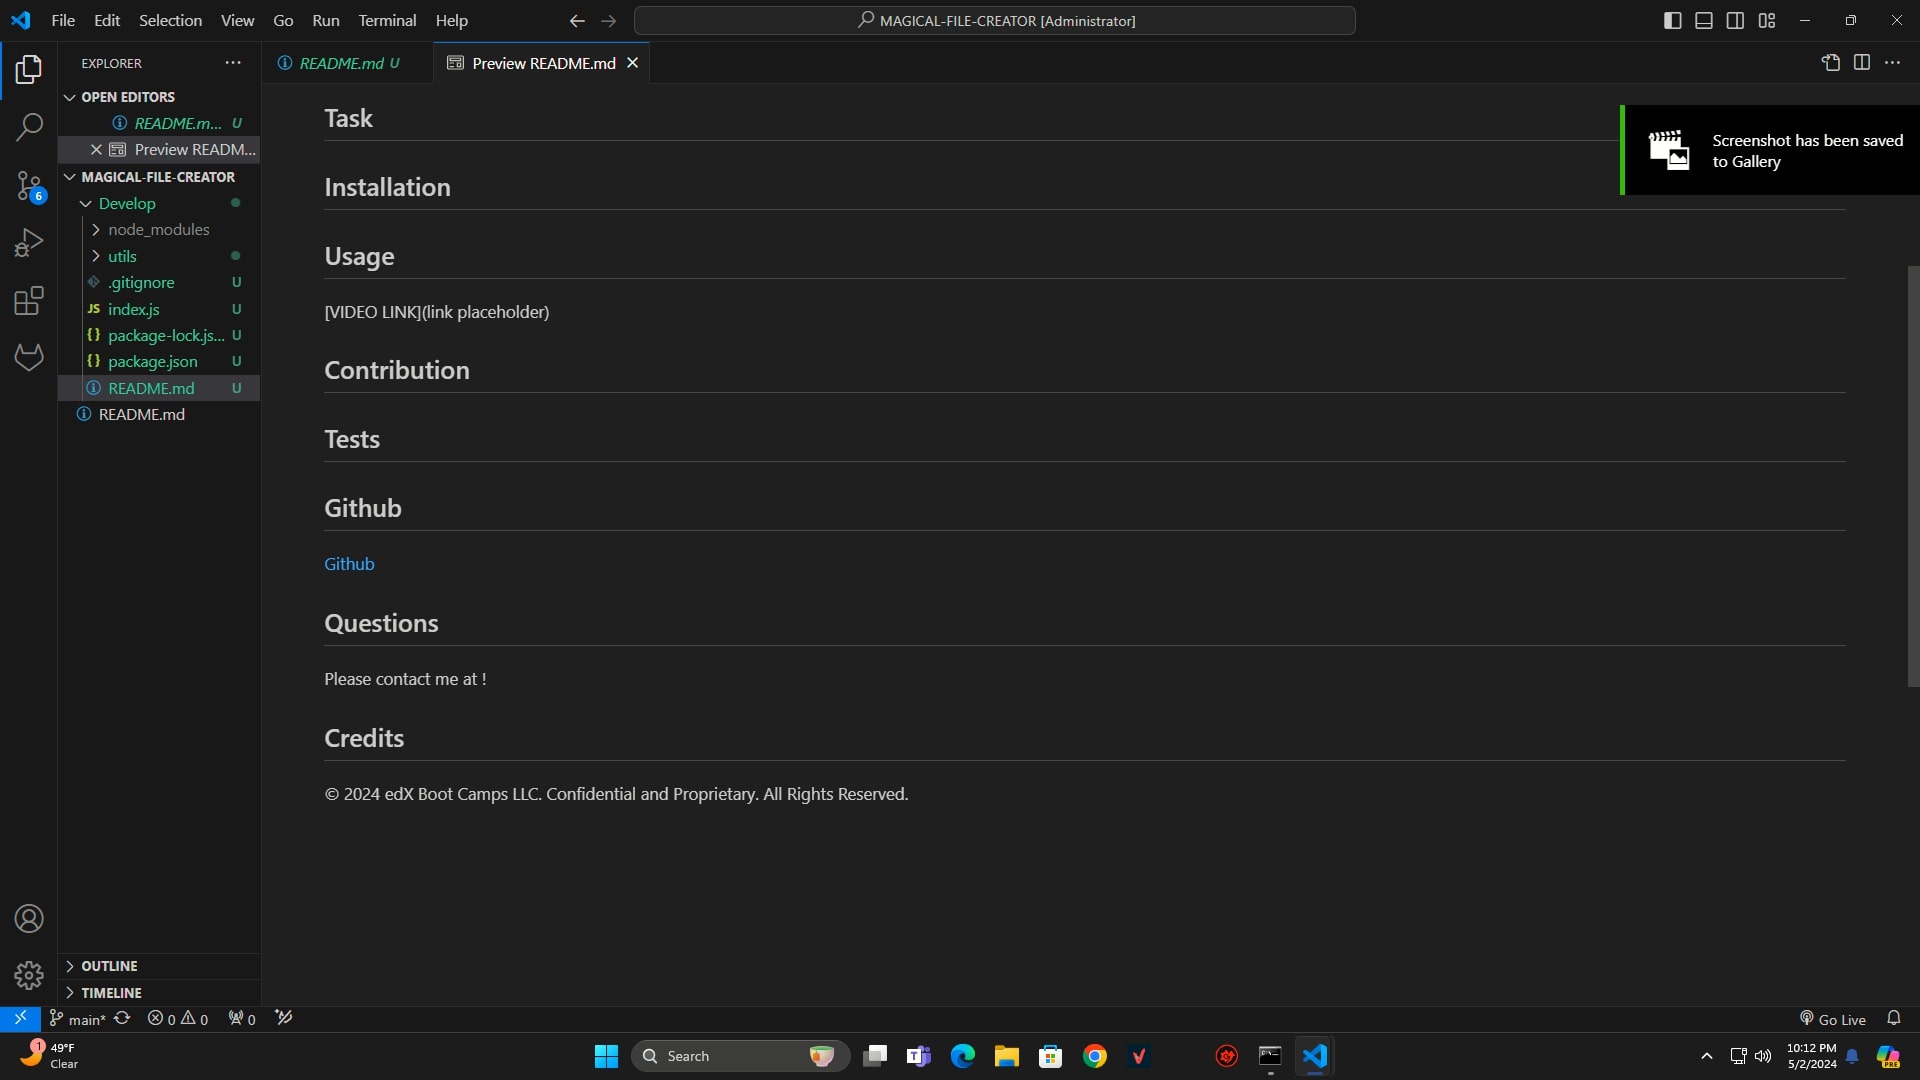 File Edit Selection View Go Run Terminal Help
MAGICAL-FILE-CREATOR [Administrator]
EXPLORER
README.md U
Preview README.md
OPEN EDITORS
README.m... U
Preview READM...
MAGICAL-FILE-CREATOR
Develop
node_modules
utils
.gitignore U
JS index.js U
{} package-lock.js... U
{} package.json U
README.md U
README.md
6
OUTLINE
TIMELINE
Task
Installation
Usage
[VIDEO LINK](link placeholder)
Contribution
Tests
Github
Github
Questions
Please contact me at !
Credits
© 2024 edX Boot Camps LLC. Confidential and Proprietary. All Rights Reserved.
Screenshot has been saved
to Gallery
main* 0 0 0
Go Live
1
49°F
Clear
Search
10:12 PM
5/2/2024
PRE